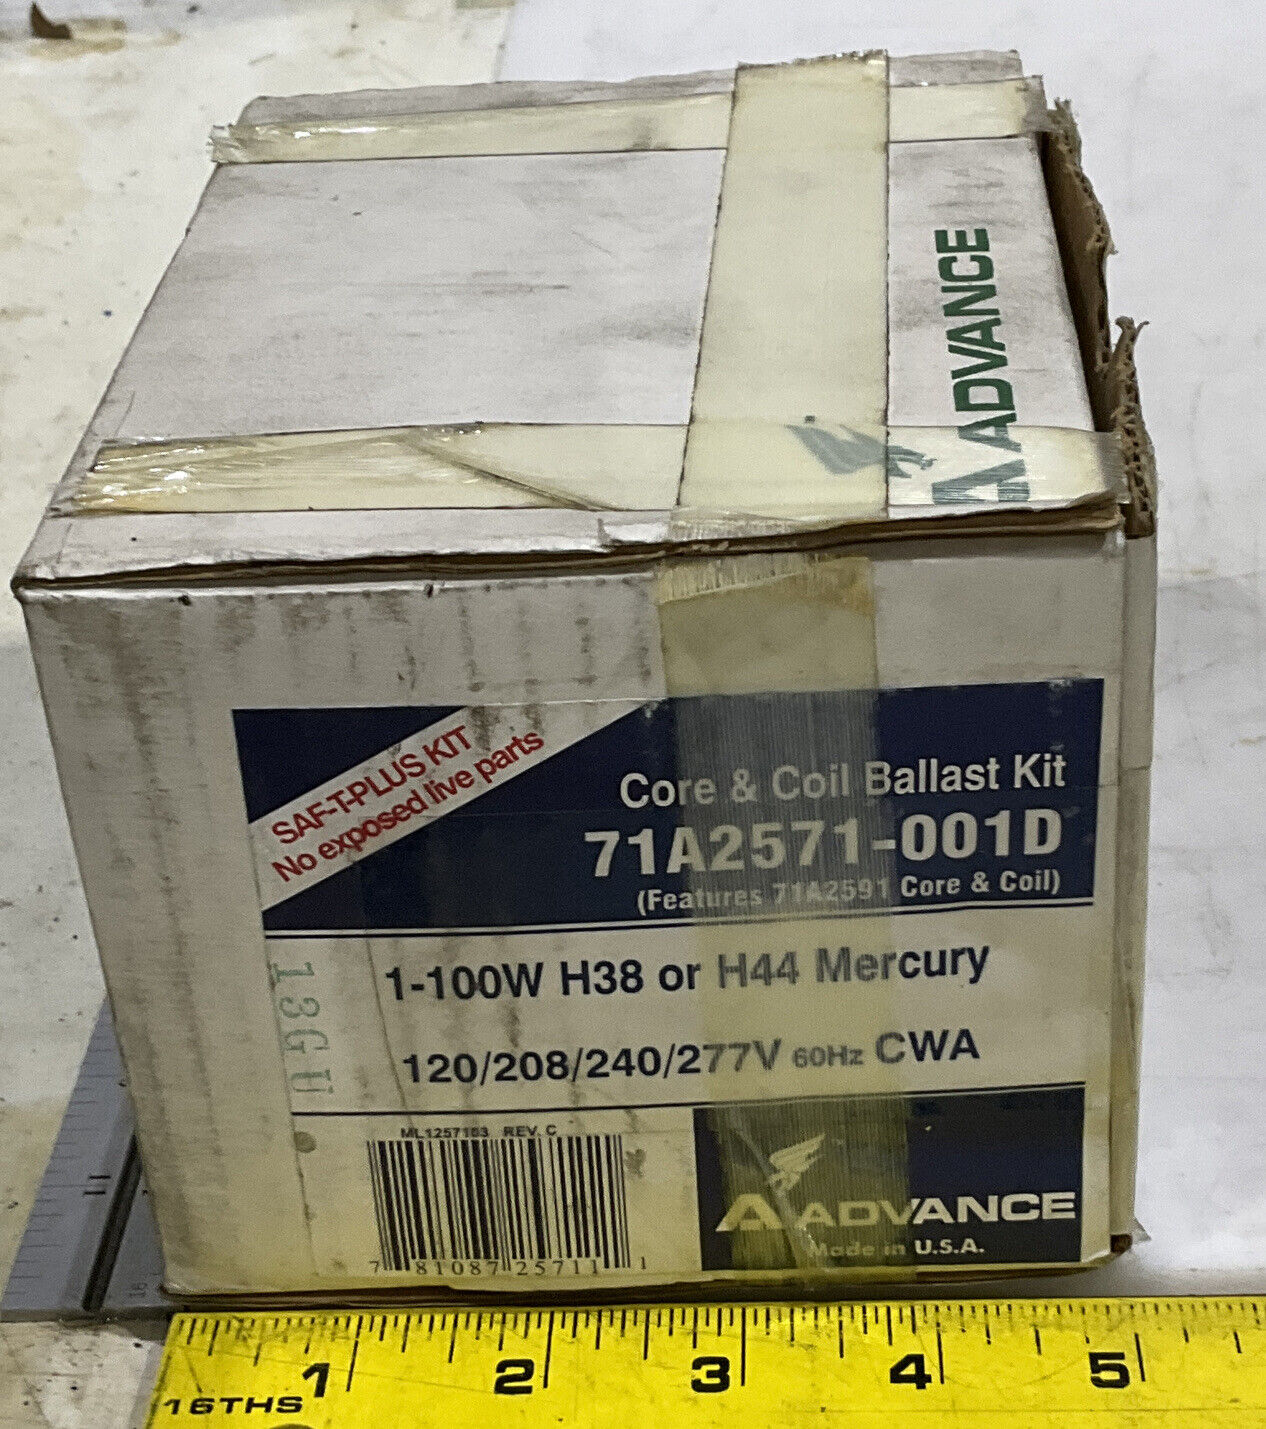 ADVANCE
SAF-T-PLUS KIT
No exposed live parts
Core & Coil Ballast Kit
71A2571-001D
(Features 71A2591 Core & Coil)
1-100W H38 or H44 Mercury
120/208/240/277V 60Hz CWA
13GU
ML1257103 REV. C
7 81087 25711 1
ADVANCE
Made in U.S.A.
11
16
1 2 3 4 5
16THS